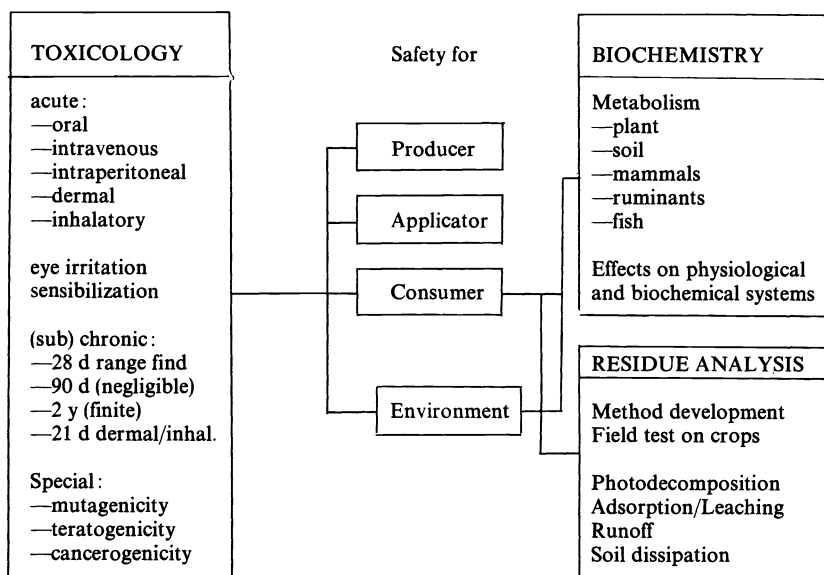 TOXICOLOGY
acute:
—oral
—intravenous
—intraperitoneal
—dermal
—inhalatory
eye irritation
sensibilization
(sub) chronic:
—28 d range find
—90 d (negligible)
—2 y (finite)
—21 d dermal/inhal.
Special:
—mutagenicity
—teratogenicity
—cancerogenicity
Safety for
Producer
Applicator
Consumer
Environment
BIOCHEMISTRY
Metabolism
—plant
—soil
—mammals
—ruminants
—fish
Effects on physiological
and biochemical systems
RESIDUE ANALYSIS
Method development
Field test on crops
Photodecomposition
Adsorption/Leaching
Runoff
Soil dissipation